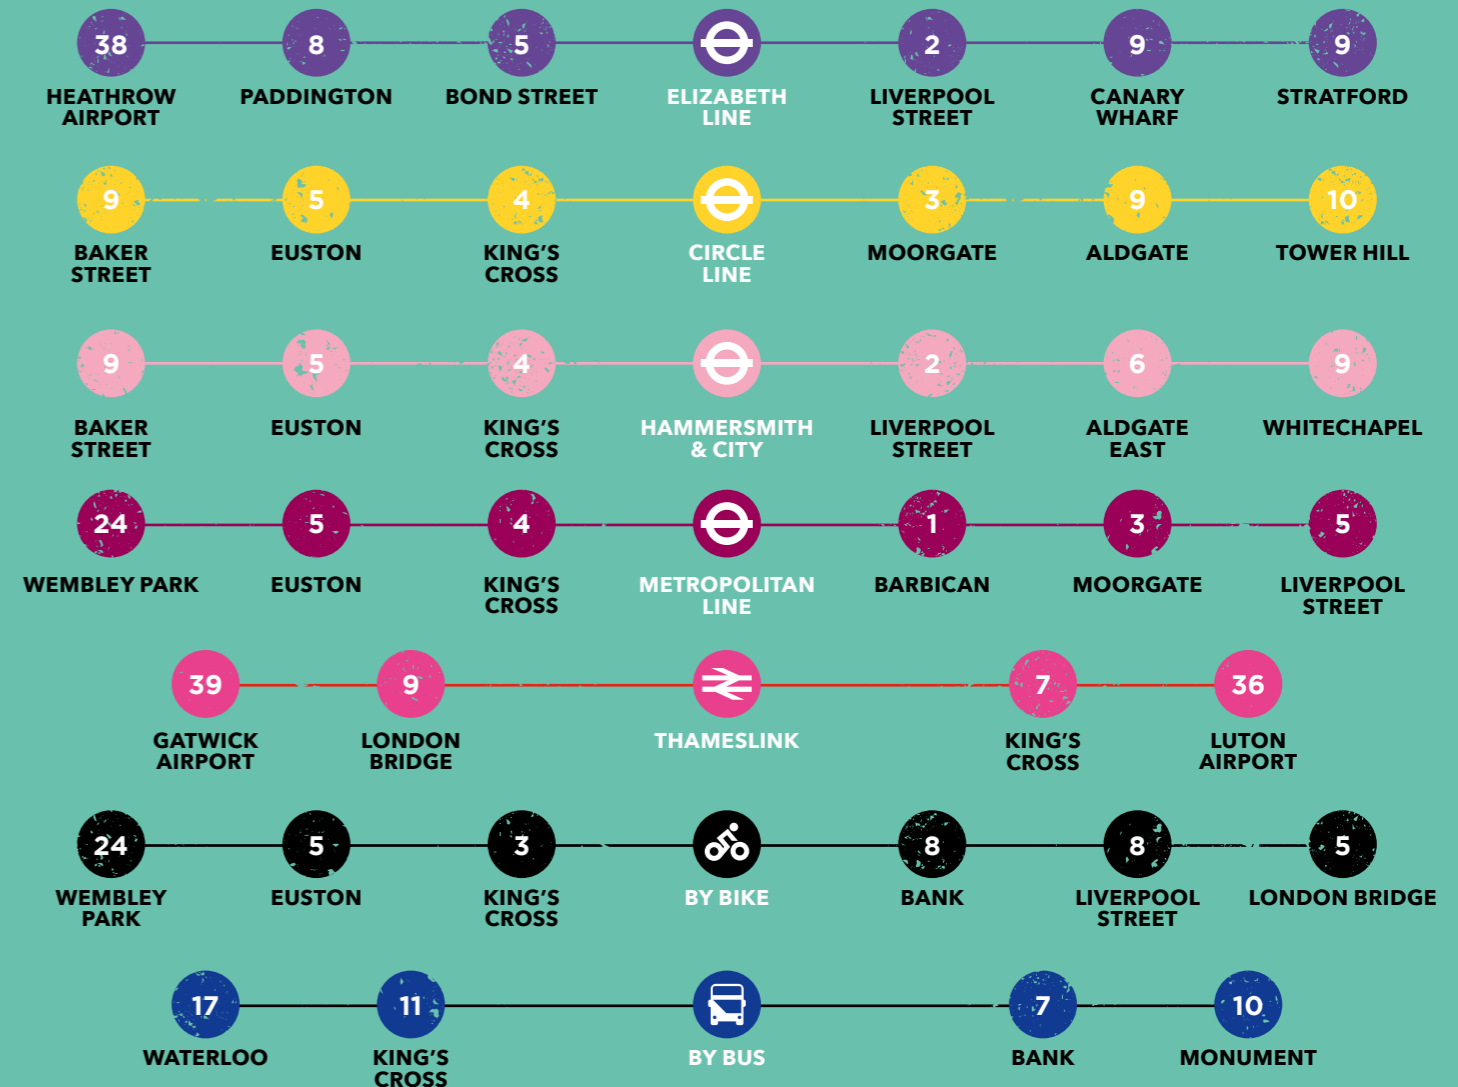 38 8 5 2 9 9
HEATHROW PADDINGTON BOND STREET ELIZABETH LIVERPOOL CANARY STRATFORD
AIRPORT LINE STREET WHARF
9 5 4 3 9 10
BAKER EUSTON KING'S CIRCLE MOORGATE ALDGATE TOWER HILL
STREET CROSS LINE
9 5 4 2 6 9
BAKER EUSTON KING'S HAMMERSMITH LIVERPOOL ALDGATE WHITECHAPEL
STREET CROSS & CITY STREET EAST
24 5 4 1 3 5
WEMBLEY PARK EUSTON KING'S METROPOLITAN BARBICAN MOORGATE LIVERPOOL
CROSS LINE STREET
39 9 7 36
GATWICK LONDON THAMESLINK KING'S LUTON
AIRPORT BRIDGE CROSS AIRPORT
24 5 3 8 8 5
WEMBLEY EUSTON KING'S BY BIKE BANK LIVERPOOL LONDON BRIDGE
PARK CROSS STREET
17 11 7 10
WATERLOO KING'S BY BUS BANK MONUMENT
CROSS